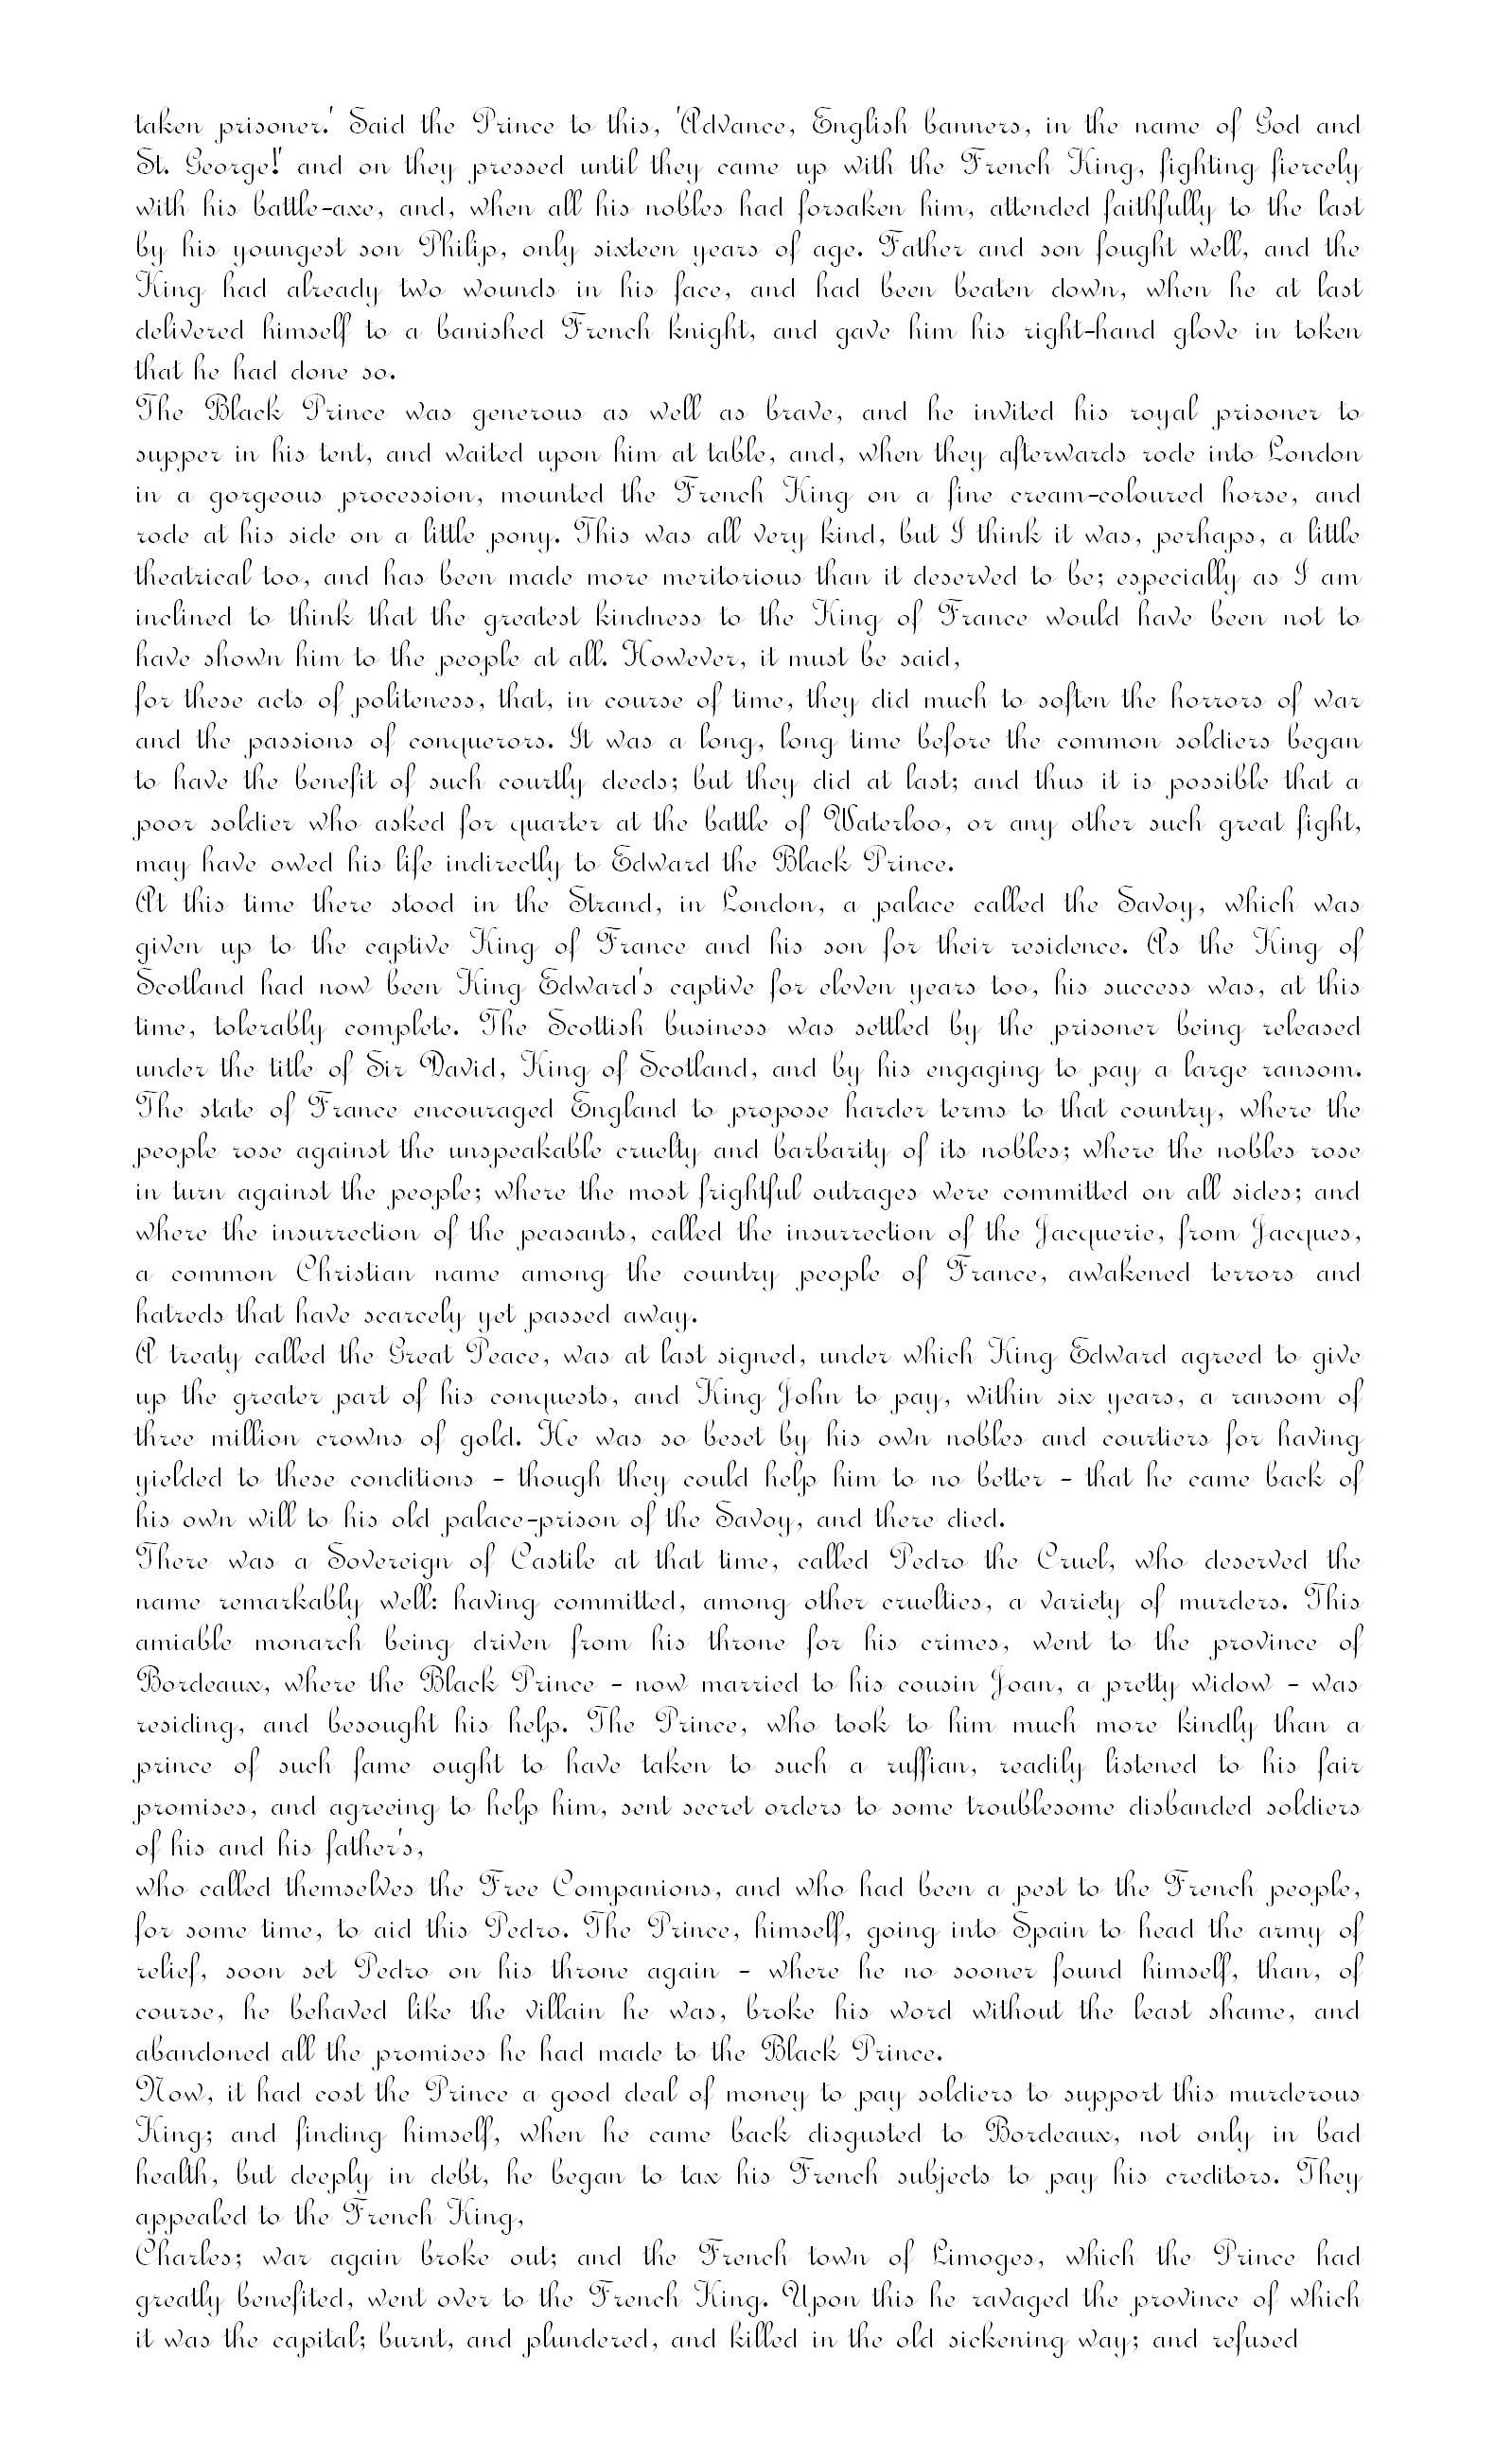 taken prisoner.' Said the Prince to this, 'Advance, English banners, in the name of God and
St. George!' and on they pressed until they came up with the French King, fighting fiercely
with his battle-axe, and, when all his nobles had forsaken him, attended faithfully to the last
by his youngest son Philip, only sixteen years of age. Father and son fought well, and the
King had already two wounds in his face, and had been beaten down, when he at last
delivered himself to a banished French knight, and gave him his right-hand glove in token
that he had done so.
The Black Prince was generous as well as brave, and he invited his royal prisoner to
supper in his tent, and waited upon him at table, and, when they afterwards rode into London
in a gorgeous procession, mounted the French King on a fine cream-coloured horse, and
rode at his side on a little pony. This was all very kind, but I think it was, perhaps, a little
theatrical too, and has been made more meritorious than it deserved to be; especially as I am
inclined to think that the greatest kindness to the King of France would have been not to
have shown him to the people at all. However, it must be said,
for these acts of politeness, that, in course of time, they did much to soften the horrors of war
and the passions of conquerors. It was a long, long time before the common soldiers began
to have the benefit of such courtly deeds; but they did at last; and thus it is possible that a
poor soldier who asked for quarter at the battle of Waterloo, or any other such great fight,
may have owed his life indirectly to Edward the Black Prince.
At this time there stood in the Strand, in London, a palace called the Savoy, which was
given up to the captive King of France and his son for their residence. As the King of
Scotland had now been King Edward's captive for eleven years too, his success was, at this
time, tolerably complete. The Scottish business was settled by the prisoner being released
under the title of Sir David, King of Scotland, and by his engaging to pay a large ransom.
The state of France encouraged England to propose harder terms to that country, where the
people rose against the unspeakable cruelty and barbarity of its nobles; where the nobles rose
in turn against the people; where the most frightful outrages were committed on all sides; and
where the insurrection of the peasants, called the insurrection of the Jacquerie, from Jacques,
a common Christian name among the country people of France, awakened terrors and
hatreds that have scarcely yet passed away.
A treaty called the Great Peace, was at last signed, under which King Edward agreed to give
up the greater part of his conquests, and King John to pay, within six years, a ransom of
three million crowns of gold. He was so beset by his own nobles and courtiers for having
yielded to these conditions - though they could help him to no better - that he came back of
his own will to his old palace-prison of the Savoy, and there died.
There was a Sovereign of Castile at that time, called Pedro the Cruel, who deserved the
name remarkably well: having committed, among other cruelties, a variety of murders. This
amiable monarch being driven from his throne for his crimes, went to the province of
Bordeaux, where the Black Prince - now married to his cousin Joan, a pretty widow - was
residing, and besought his help. The Prince, who took to him much more kindly than a
prince of such fame ought to have taken to such a ruffian, readily listened to his fair
promises, and agreeing to help him, sent secret orders to some troublesome disbanded soldiers
of his and his father's,
who called themselves the Free Companions, and who had been a pest to the French people,
for some time, to aid this Pedro. The Prince, himself, going into Spain to head the army of
relief, soon set Pedro on his throne again - where he no sooner found himself, than, of
course, he behaved like the villain he was, broke his word without the least shame, and
abandoned all the promises he had made to the Black Prince.
Now, it had cost the Prince a good deal of money to pay soldiers to support this murderous
King; and finding himself, when he came back disgusted to Bordeaux, not only in bad
health, but deeply in debt, he began to tax his French subjects to pay his creditors. They
appealed to the French King,
Charles; war again broke out; and the French town of Limoges, which the Prince had
greatly benefited, went over to the French King. Upon this he ravaged the province of which
it was the capital; burnt, and plundered, and killed in the old sickening way; and refused